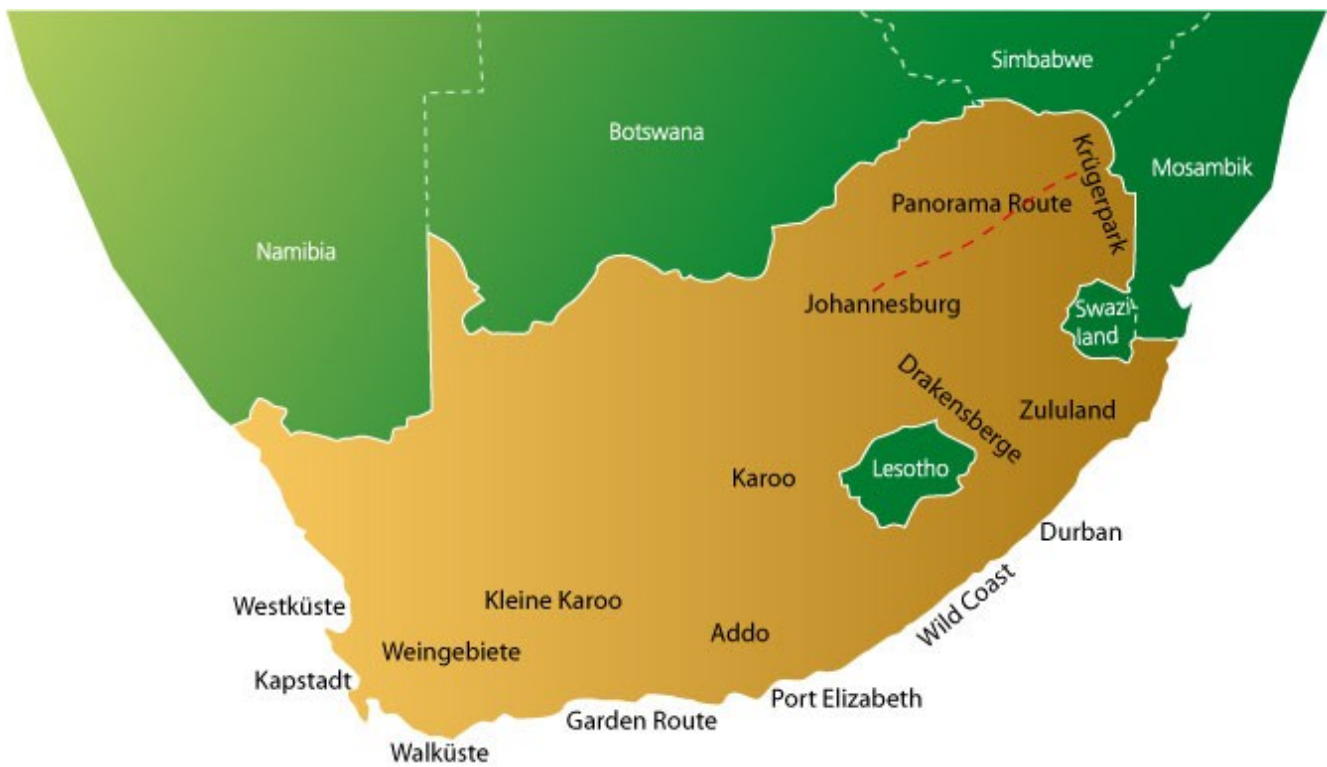 Simbabwe
Botswana
Mosambik
Krügerpark
Panorama Route
Namibia
Johannesburg
Swazi-
land
Drakensberge
Zululand
Lesotho
Karoo
Durban
Wild Coast
Kleine Karoo
Westküste
Addo
Weingebiete
Kapstadt
Port Elizabeth
Garden Route
Walküste